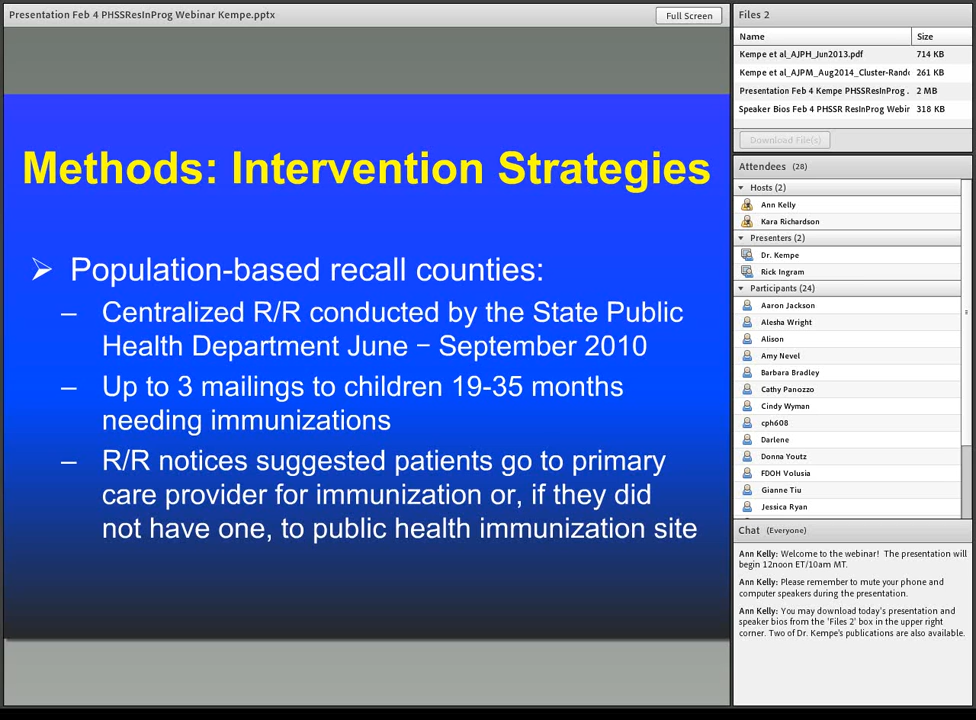 Presentation Feb 4 PHSSResInProg Webinar Kempe.pptx
Full Screen
Methods: Intervention Strategies
➢ Population-based recall counties:
– Centralized R/R conducted by the State Public
Health Department June – September 2010
– Up to 3 mailings to children 19-35 months
needing immunizations
– R/R notices suggested patients go to primary
care provider for immunization or, if they did
not have one, to public health immunization site
Files 2
Name Size
Kempe et al_AJPH_Jun2013.pdf 714 KB
Kempe et al_AJPM_Aug2014_Cluster-Rand 261 KB
Presentation Feb 4 Kempe PHSSResInProg . 2 MB
Speaker Bios Feb 4 PHSSR ResInProg Webir 318 KB
Download File(s)
Attendees (28)
Hosts (2)
Ann Kelly
Kara Richardson
Presenters (2)
Dr. Kempe
Rick Ingram
Participants (24)
Aaron Jackson
Alesha Wright
Alison
Amy Nevel
Barbara Bradley
Cathy Panozzo
Cindy Wyman
cph608
Darlene
Donna Youtz
FDOH Volusia
Gianne Tiu
Jessica Ryan
Chat (Everyone)
Ann Kelly: Welcome to the webinar! The presentation will
begin 12noon ET/10am MT.
Ann Kelly: Please remember to mute your phone and
computer speakers during the presentation.
Ann Kelly: You may download today's presentation and
speaker bios from the 'Files 2' box in the upper right
corner. Two of Dr. Kempe's publications are also available.